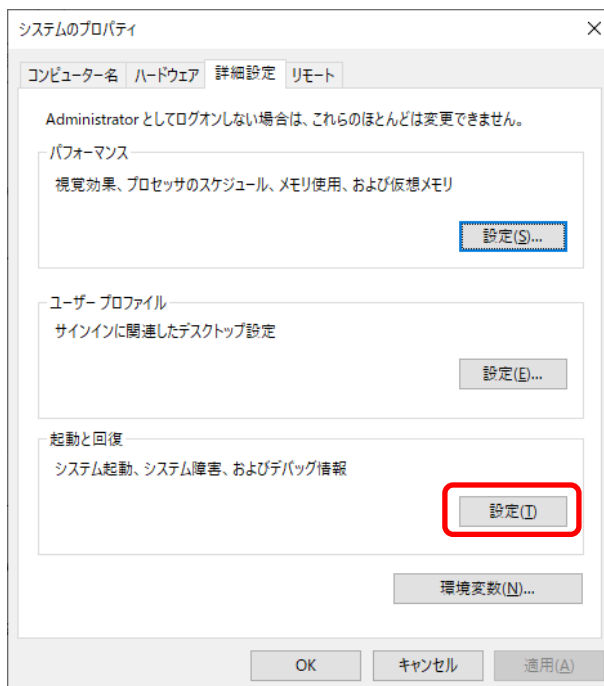 システムのプロパティ
コンピューター名 ハードウェア 詳細設定 リモート
Administrator としてログオンしない場合は、これらのほとんどは変更できません。
パフォーマンス
視覚効果、プロセッサのスケジュール、メモリ使用、および仮想メモリ
設定(S)...
ユーザー プロファイル
サインインに関連したデスクトップ設定
設定(E)...
起動と回復
システム起動、システム障害、およびデバッグ情報
設定(T)
環境変数(N)...
OK キャンセル 適用(A)